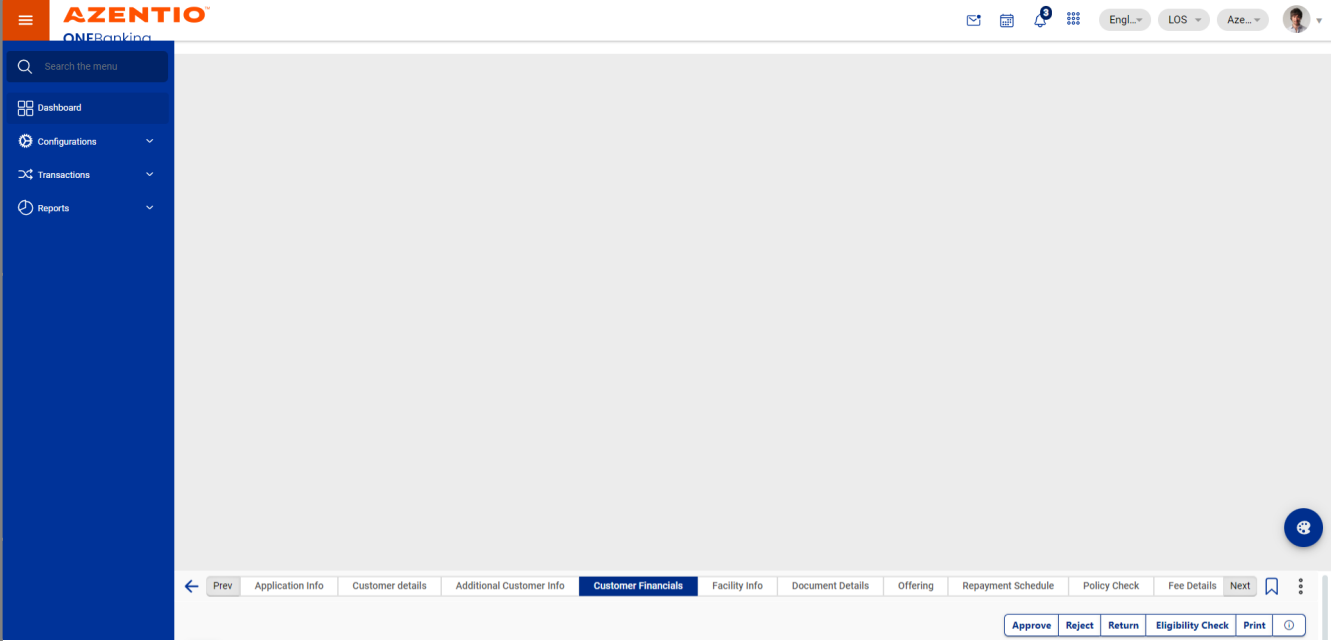 AZENTIO™
ONEBanking
3
Engl...
LOS
Aze...
Search the menu
Dashboard
Configurations
Transactions
Reports
Prev
Application Info
Customer details
Additional Customer Info
Customer Financials
Facility Info
Document Details
Offering
Repayment Schedule
Policy Check
Fee Details
Next
Approve
Reject
Return
Eligibility Check
Print